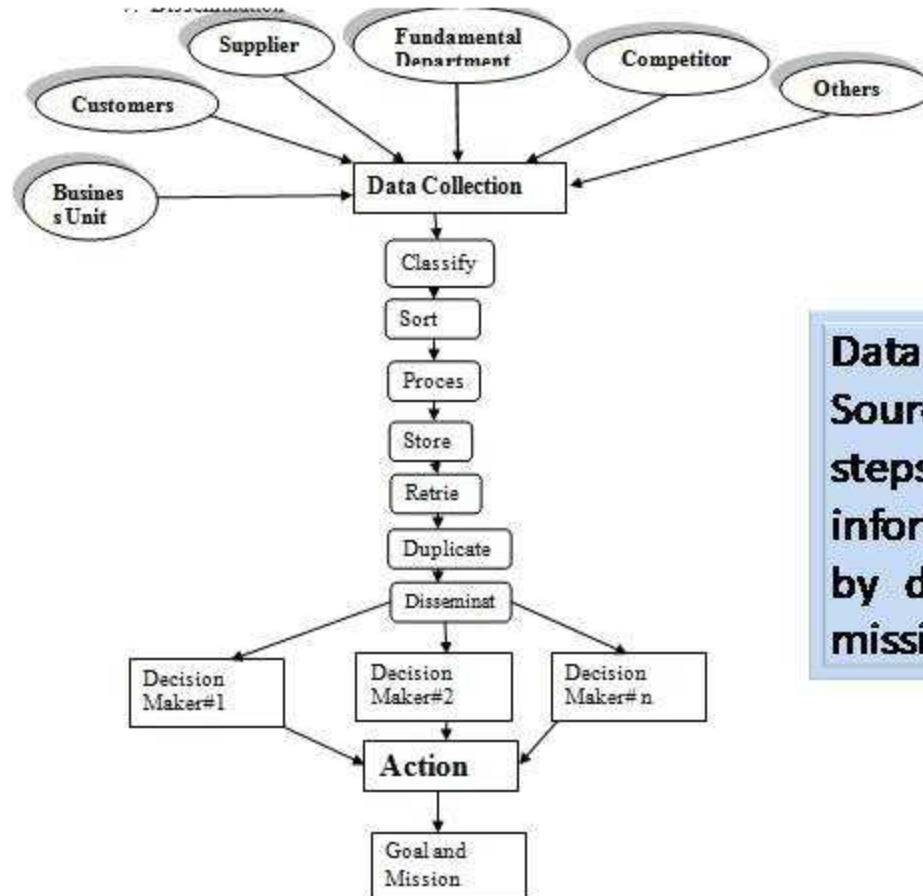 Supplier
Fundamental
Department
Competitor
Customers
Others
Busines
s Unit
Data Collection
Classify
Sort
Proces
Store
Retrie
Duplicate
Disseminat
Decision
Maker#1
Decision
Maker#2
Decision
Maker#n
Action
Goal and
Mission
Data
Sour
steps
infor
by d
missi